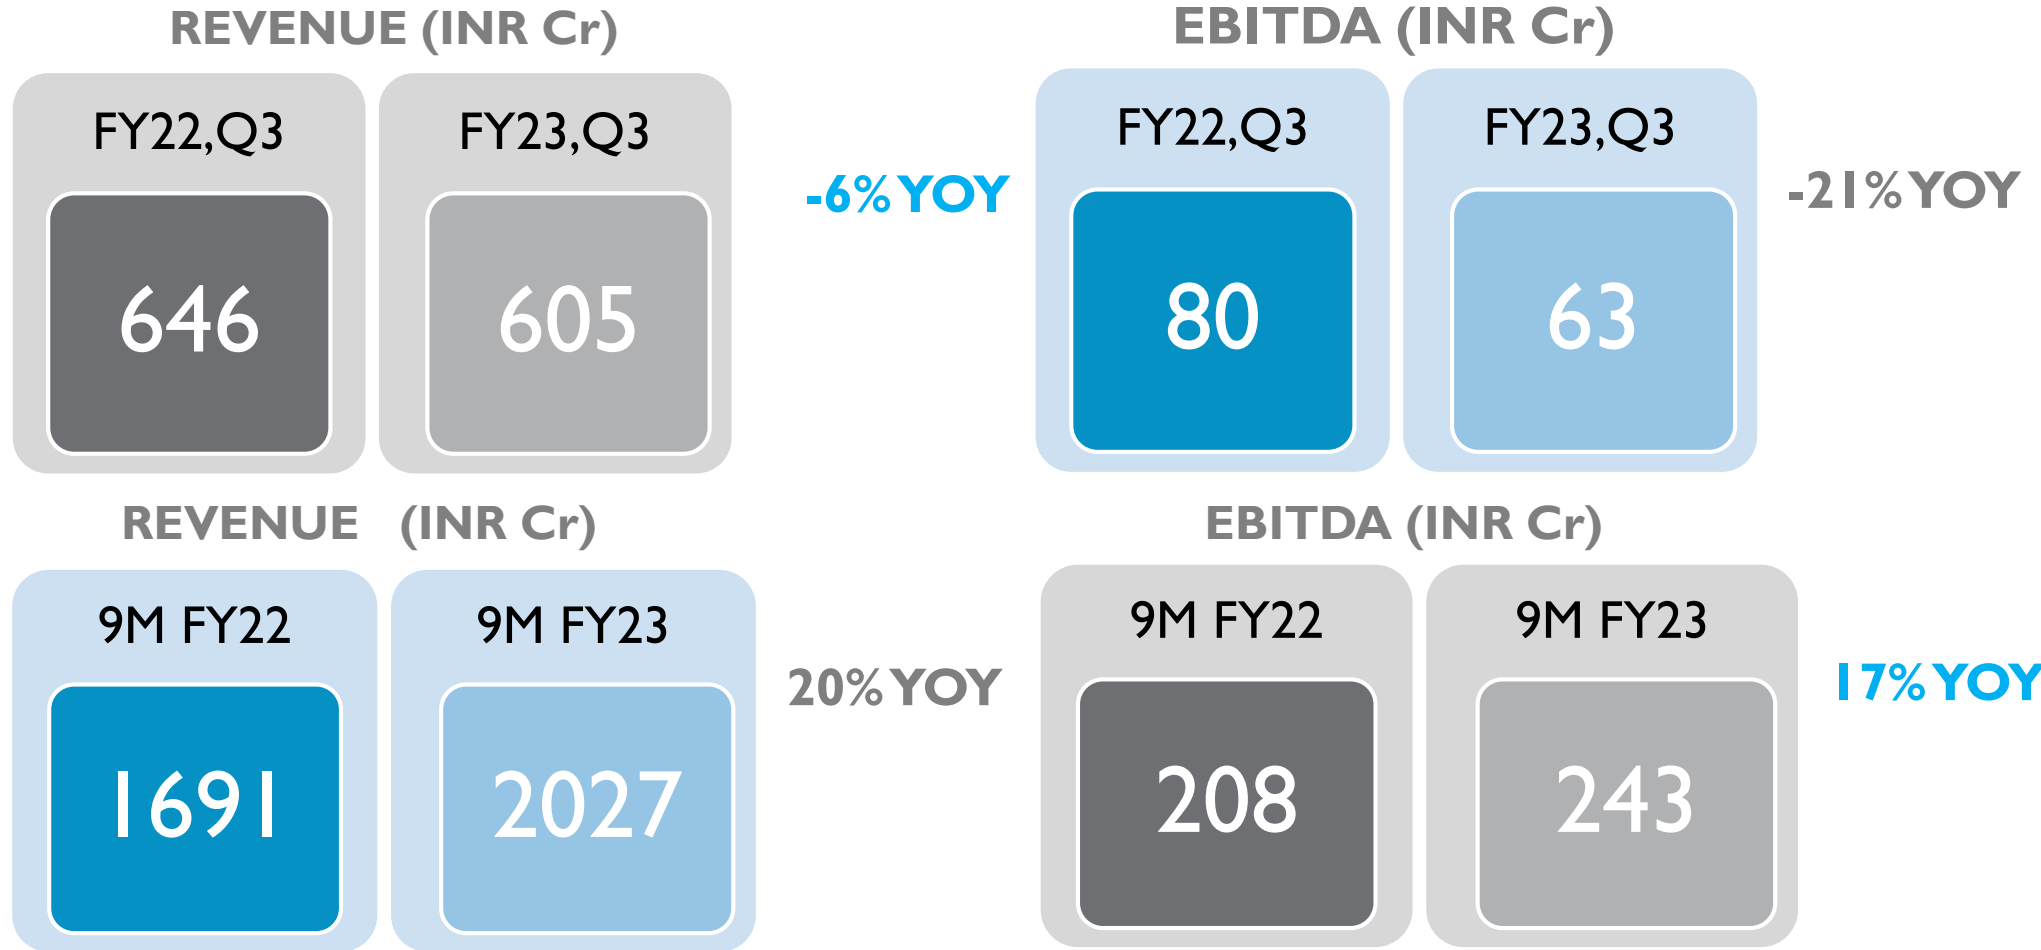 REVENUE (INR Cr)
FY22,Q3
FY23,Q3
646
605
-6% YOY
EBITDA (INR Cr)
FY22,Q3
FY23,Q3
80
63
-21% YOY
REVENUE (INR Cr)
9M FY22
9M FY23
1691
2027
20% YOY
EBITDA (INR Cr)
9M FY22
9M FY23
208
243
17% YOY